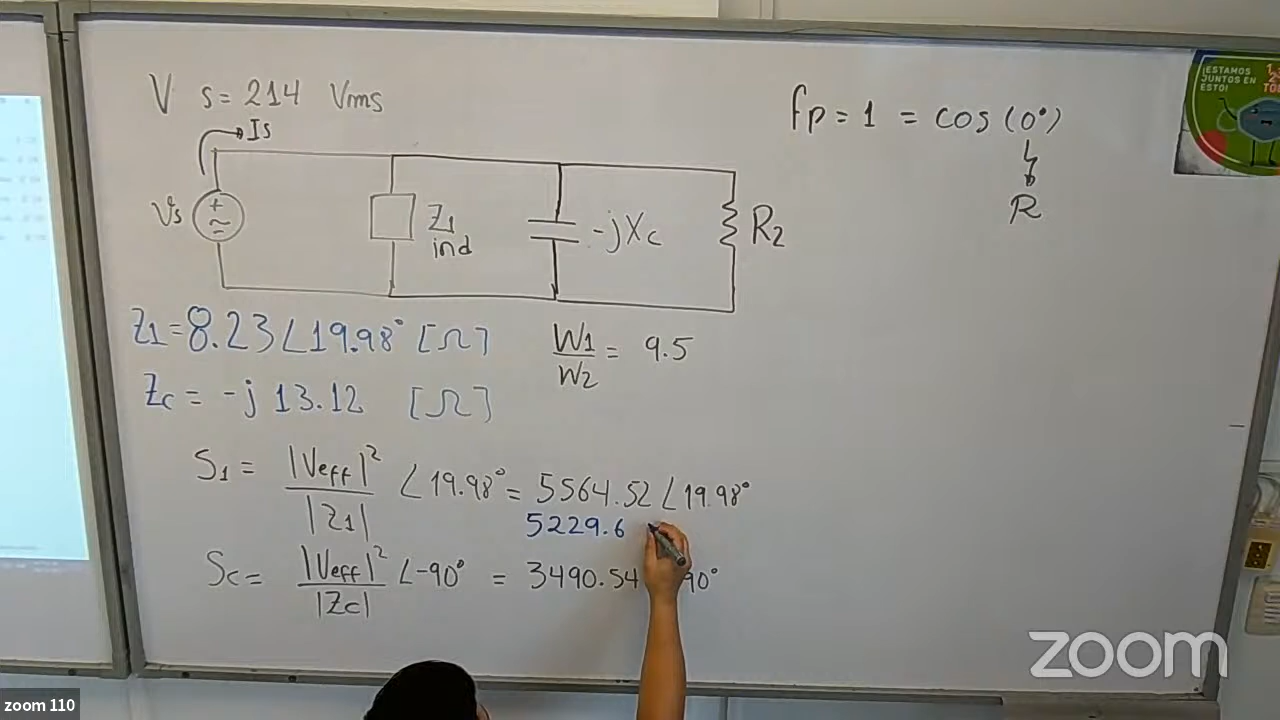 V s = 214 Vms
fp = 1 = cos (0°)
R
¡ESTAMOS
JUNTOS EN
ESTO!
Is
Vs
+
~
Z1
ind
-jXc
R2
Z1 = 8.23 ∠19.98° [Ω]
W1/W2 = 9.5
Zc = -j 13.12 [Ω]
S1 = |Veff|²/|Z1| ∠19.98° = 5564.52 ∠19.98°
5229.6
Sc = |Veff|²/|Zc| ∠-90° = 3490.54 90°
zoom
zoom 110